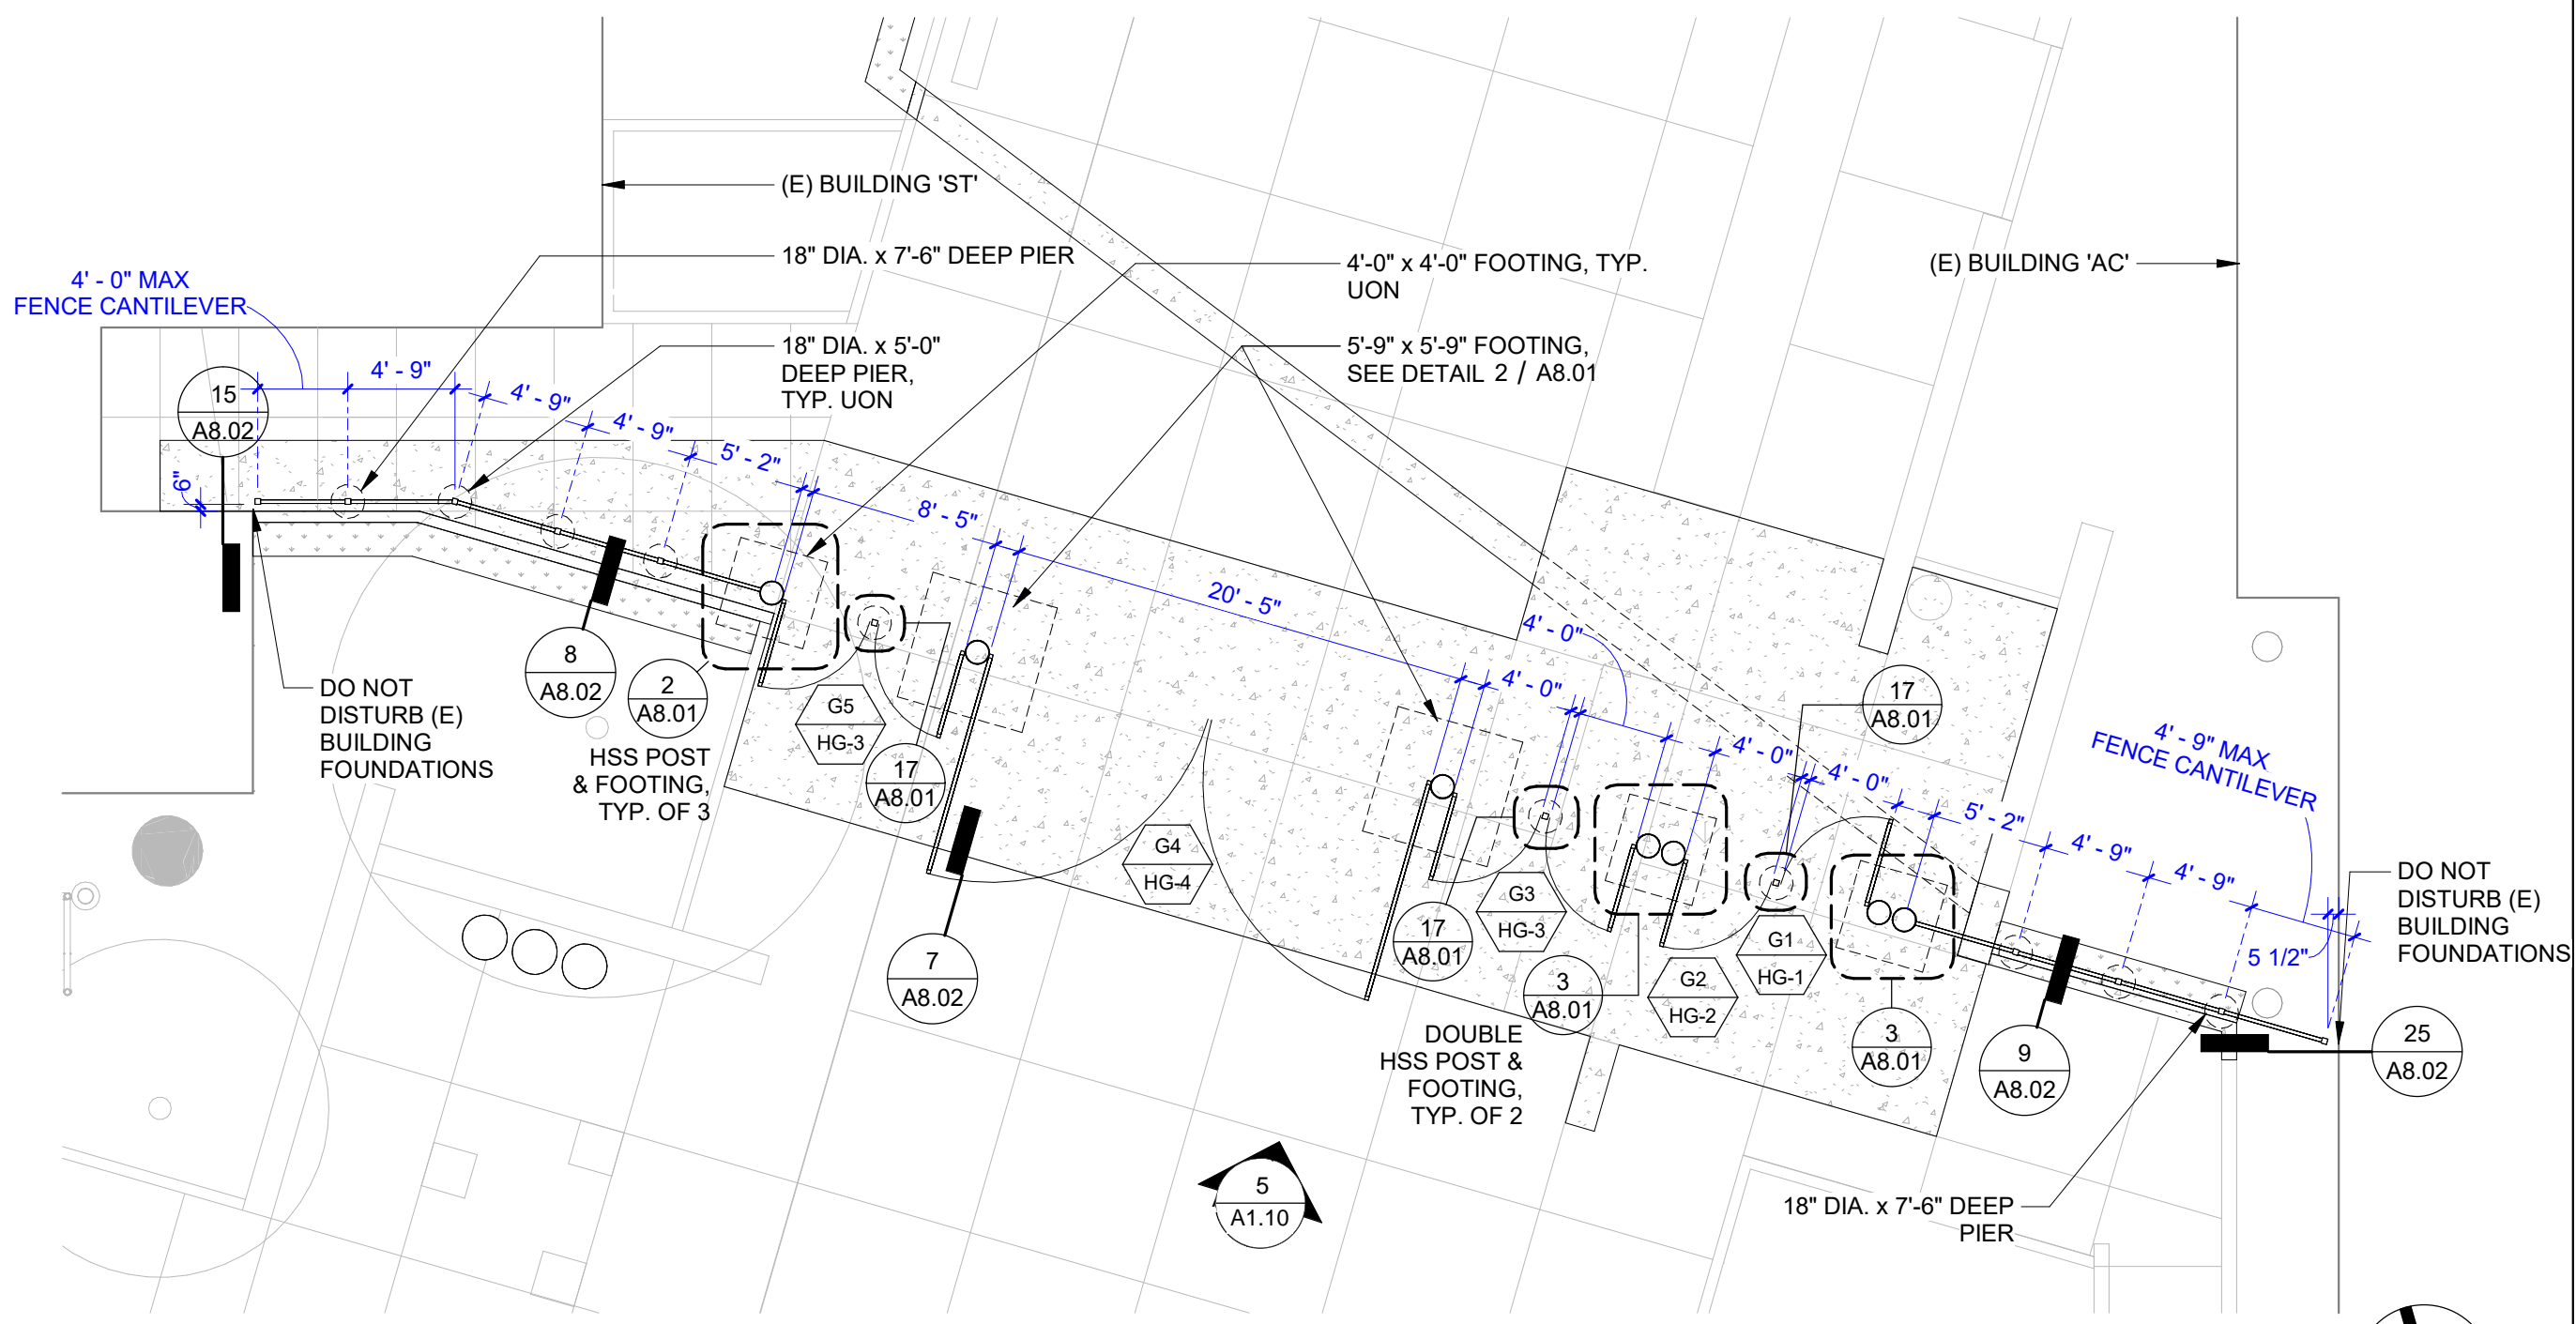 (E) BUILDING 'ST'
18" DIA. x 7'-6" DEEP PIER
4'-0" x 4'-0" FOOTING, TYP.
UON
(E) BUILDING 'AC'
4' - 0" MAX
FENCE CANTILEVER
18" DIA. x 5'-0"
DEEP PIER,
TYP. UON
5'-9" x 5'-9" FOOTING,
SEE DETAIL 2 / A8.01
15
A8.02
4' - 9"
4' - 9"
4' - 9"
5' - 2"
8' - 5"
20' - 5"
4' - 0"
4' - 0"
4' - 0"
4' - 0"
5' - 2"
4' - 9"
4' - 9"
4' - 9" MAX
FENCE CANTILEVER
5 1/2"
6"
DO NOT
DISTURB (E)
BUILDING
FOUNDATIONS
8
A8.02
2
A8.01
HSS POST
& FOOTING,
TYP. OF 3
G5
HG-3
17
A8.01
7
A8.02
G4
HG-4
17
A8.01
G3
HG-3
3
A8.01
DOUBLE
HSS POST &
FOOTING,
TYP. OF 2
G2
HG-2
G1
HG-1
17
A8.01
3
A8.01
9
A8.02
DO NOT
DISTURB (E)
BUILDING
FOUNDATIONS
25
A8.02
18" DIA. x 7'-6" DEEP
PIER
5
A1.10